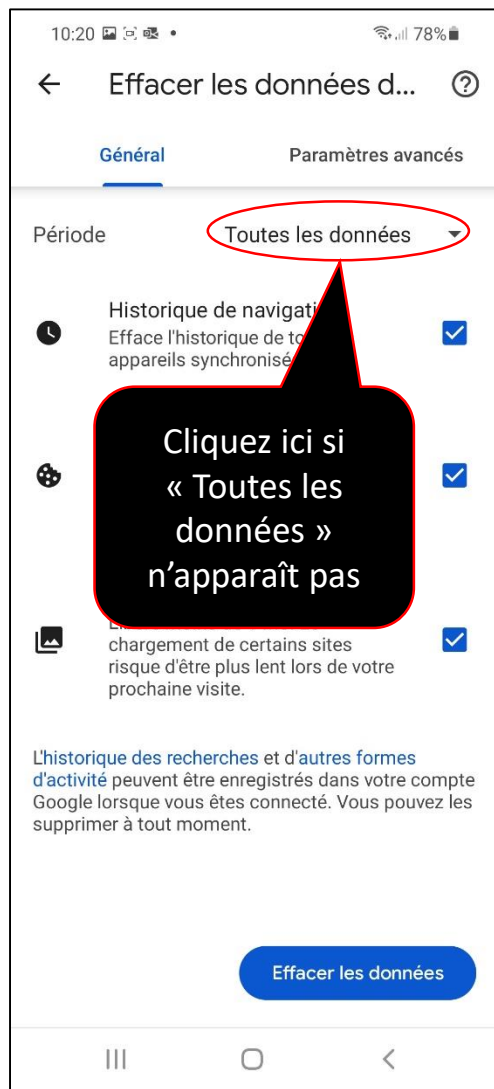 10:20
78%
Effacer les données d...
Général
Paramètres avancés
Période
Toutes les données
Historique de navigati
Efface l'historique de to
appareils synchronisé
Cliquez ici si
« Toutes les
données »
n'apparaît pas
chargement de certains sites
risque d'être plus lent lors de votre
prochaine visite.
L'historique des recherches et d'autres formes
d'activité peuvent être enregistrés dans votre compte
Google lorsque vous êtes connecté. Vous pouvez les
supprimer à tout moment.
Effacer les données